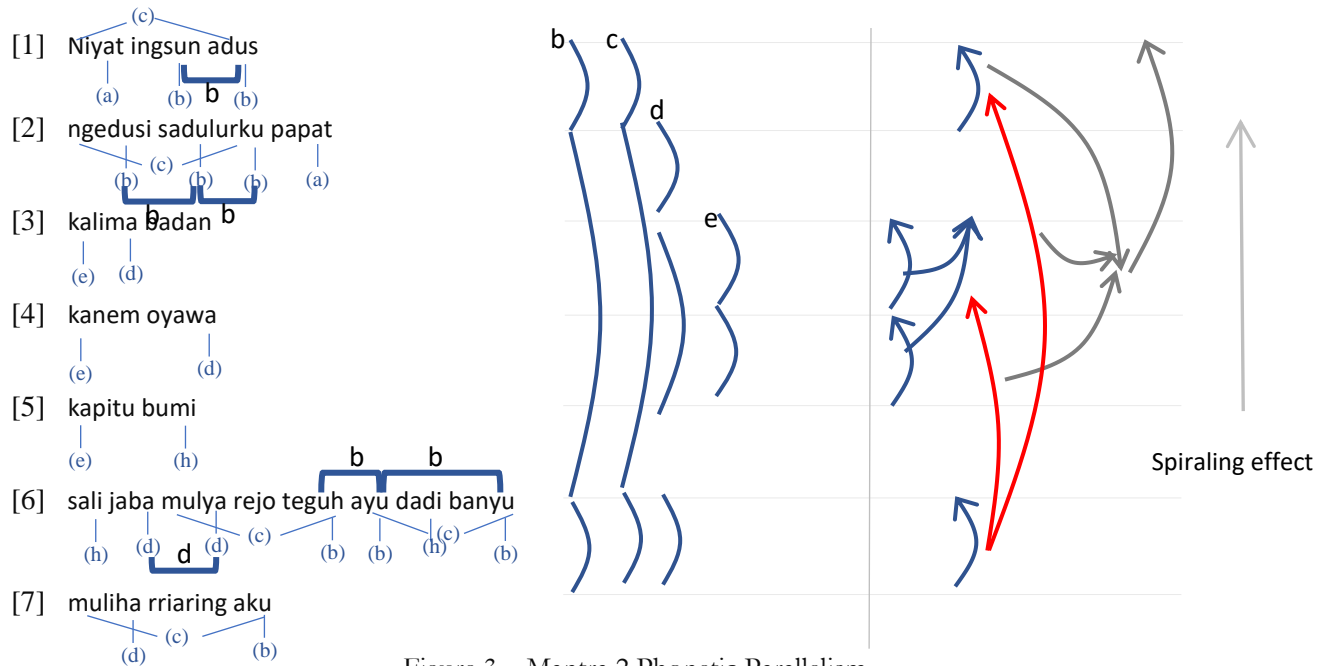 (c)
[1] Niyat ingsun adus
(a) (b) b (b)
[2] ngedusi sadulurku papat
(c)
(b) (b) (b) (a)
b b
[3] kalima badan
(e) (d)
[4] kanem oyawa
(e) (d)
[5] kapitu bumi
(e) (h)
b b
[6] sali jaba mulya rejo teguh ayu dadi banyu
(h) (d) (d) (c) (b) (b) (h) (c) (b)
d
[7] muliha rriaring aku
(d) (c) (b)
b c
d
e
Spiraling effect